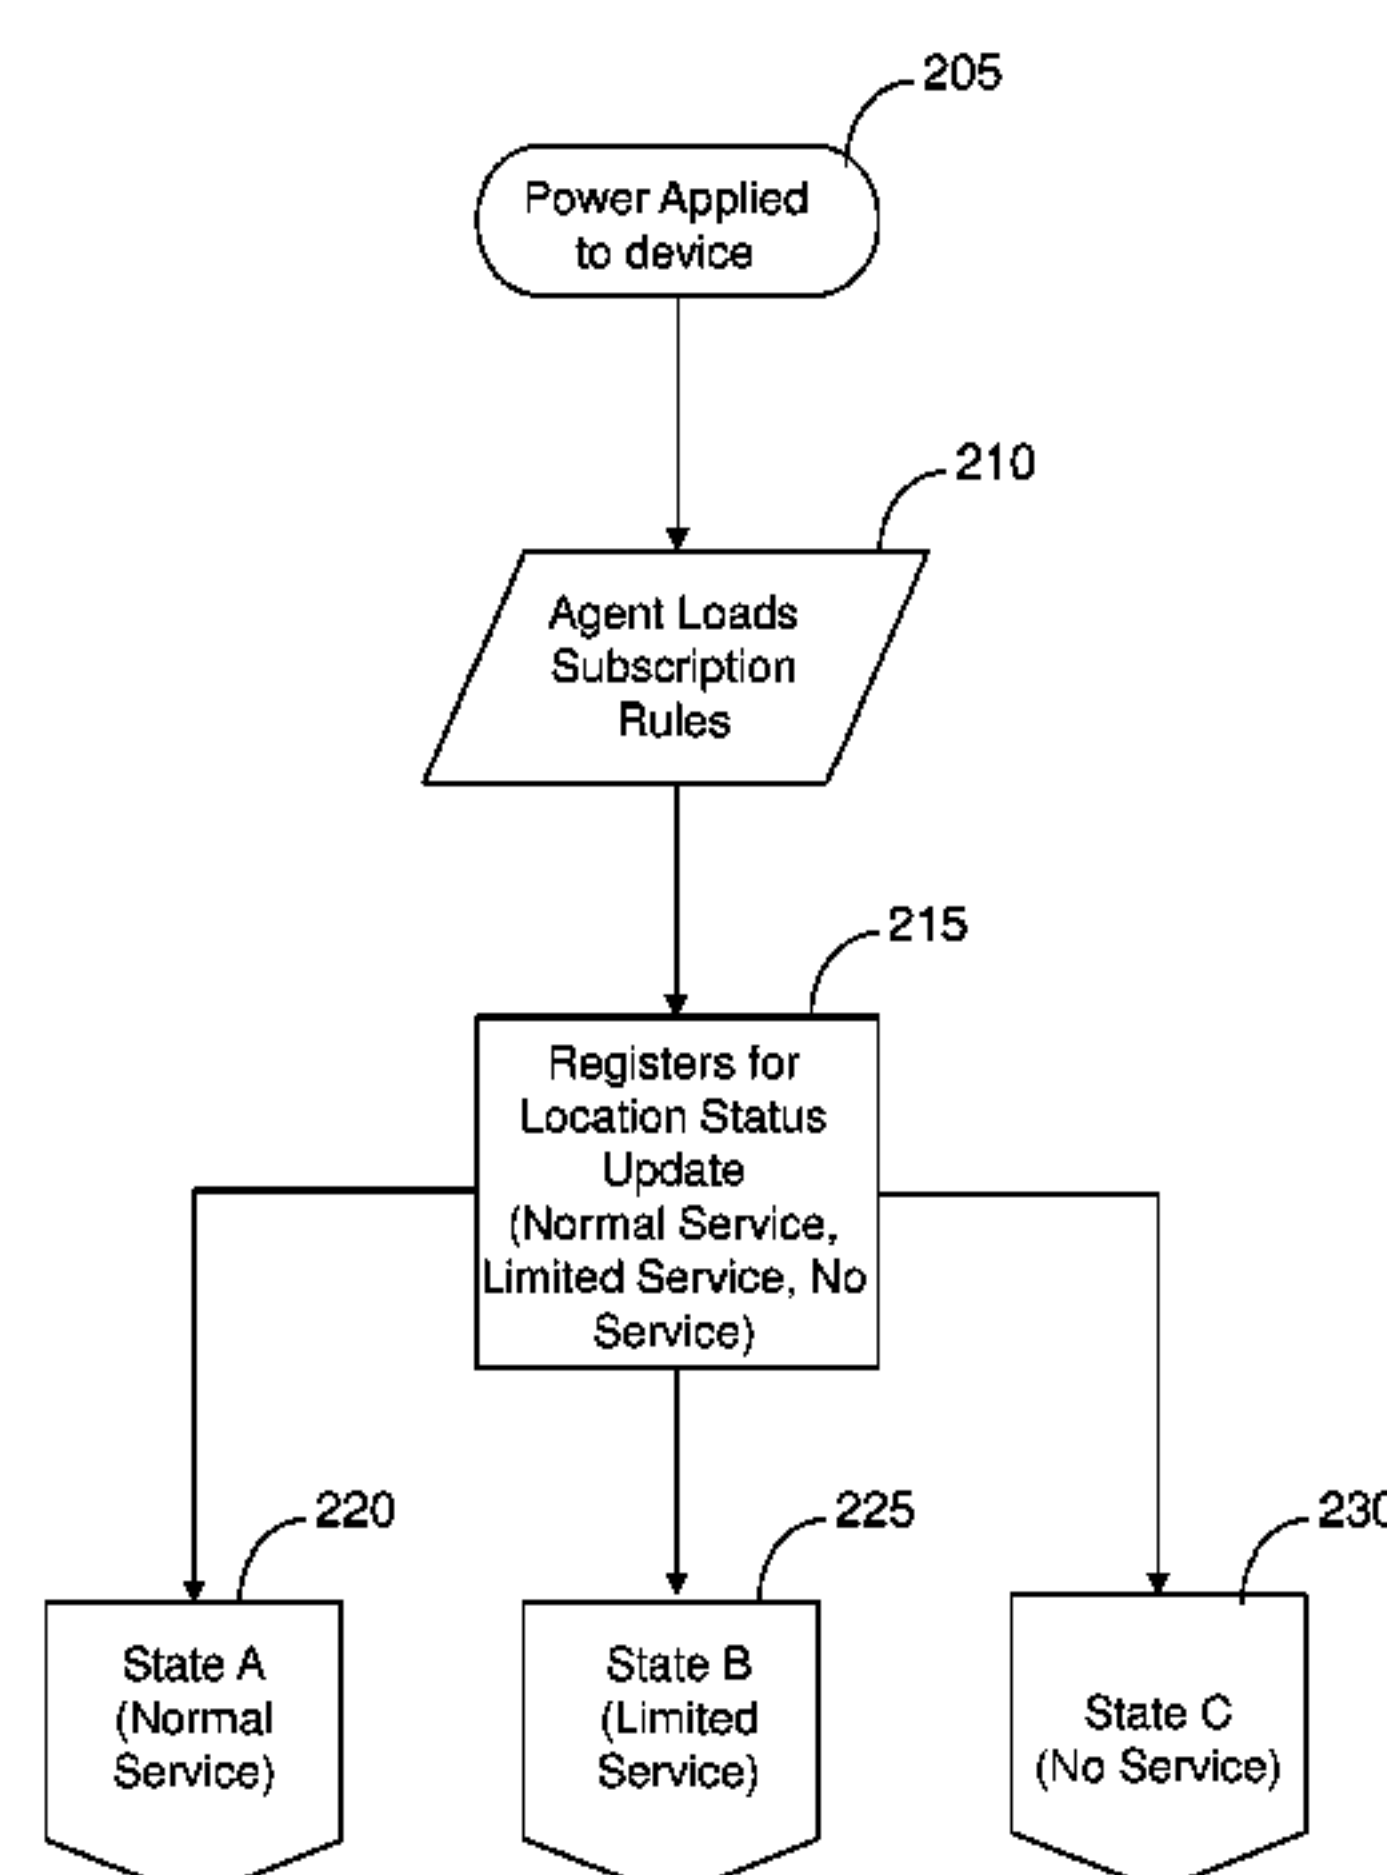 205
Power Applied
to device
210
Agent Loads
Subscription
Rules
215
Registers for
Location Status
Update
(Normal Service,
Limited Service, No
Service)
220
225
230
State A
(Normal
Service)
State B
(Limited
Service)
State C
(No Service)